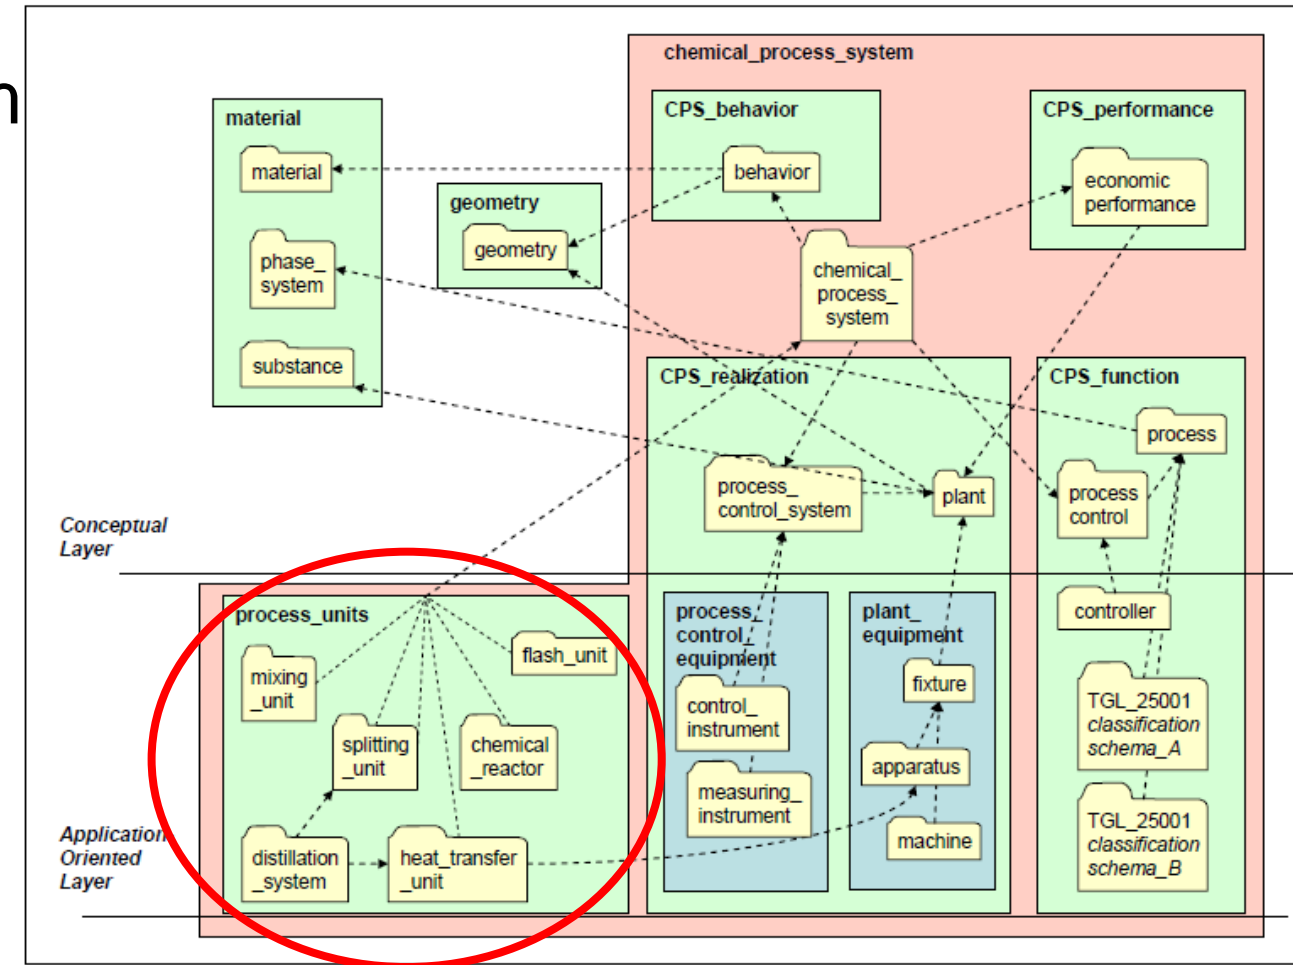 n
chemical_process_system
material
material
phase_
system
substance
geometry
geometry
CPS_behavior
behavior
CPS_performance
economic
performance
chemical_
process_
system
CPS_realization
process_
control_system
plant
CPS_function
process
process
control
Conceptual
Layer
process_units
mixing
_unit
flash_unit
splitting
_unit
chemical
_reactor
distillation
_system
heat_transfer
_unit
process_
control_
equipment
control_
instrument
measuring_
instrument
plant_
equipment
fixture
apparatus
machine
controller
TGL_25001
classification
schema_A
TGL_25001
classification
schema_B
Application
Oriented
Layer